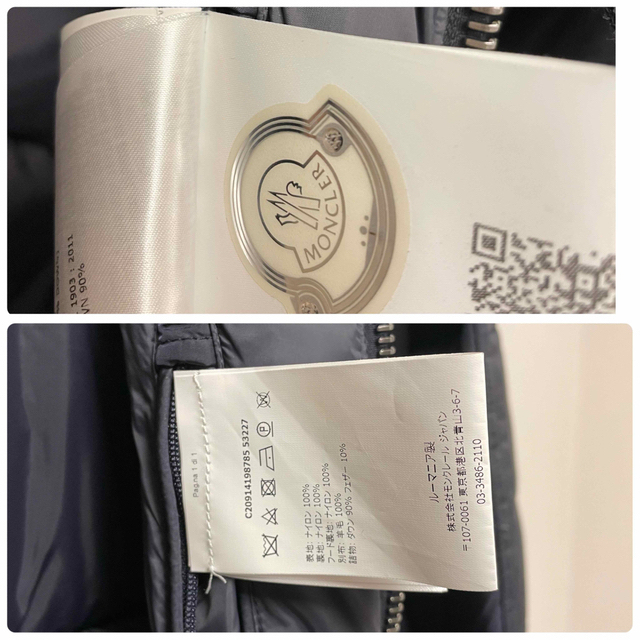 MONCLER
1903 : 2011
WN 90%
Pagina 1 di 1
C20914198785 53227
表地: ナイロン 100%
裏地: ナイロン 100%
フード裏地: ナイロン 100%
別布: 羊毛 100%
詰物: ダウン 90% フェザー 10%
ルーマニア製
株式会社モンクレール ジャパン
〒107-0061 東京都港区北青山3-6-7
03-3486-2110